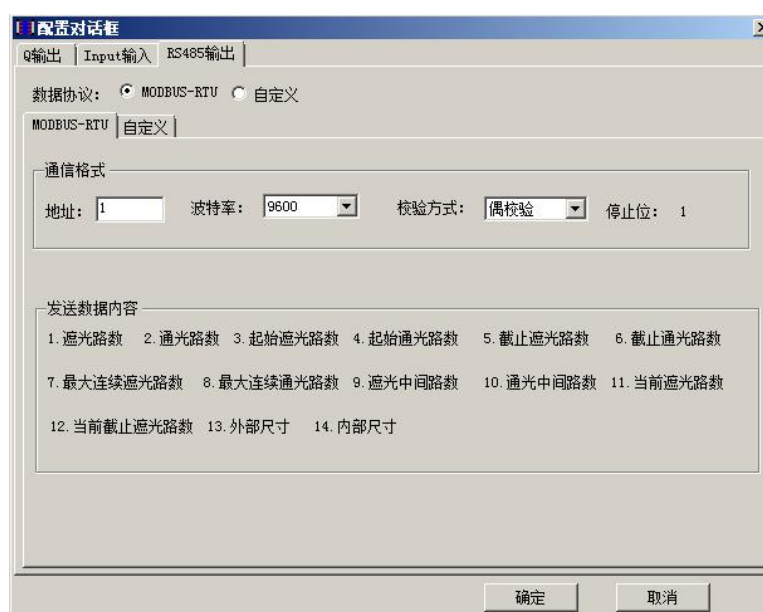 配置对话框
Q输出 Input输入 RS485输出
数据协议: MODBUS-RTU 自定义
MODBUS-RTU 自定义
通信格式
地址: 1 波特率: 9600 校验方式: 偶校验 停止位: 1
发送数据内容
1.遮光路数 2.通光路数 3.起始遮光路数 4.起始通光路数 5.截止遮光路数 6.截止通光路数
7.最大连续遮光路数 8.最大连续通光路数 9.遮光中间路数 10.通光中间路数 11.当前遮光路数
12.当前截止遮光路数 13.外部尺寸 14.内部尺寸
确定 取消